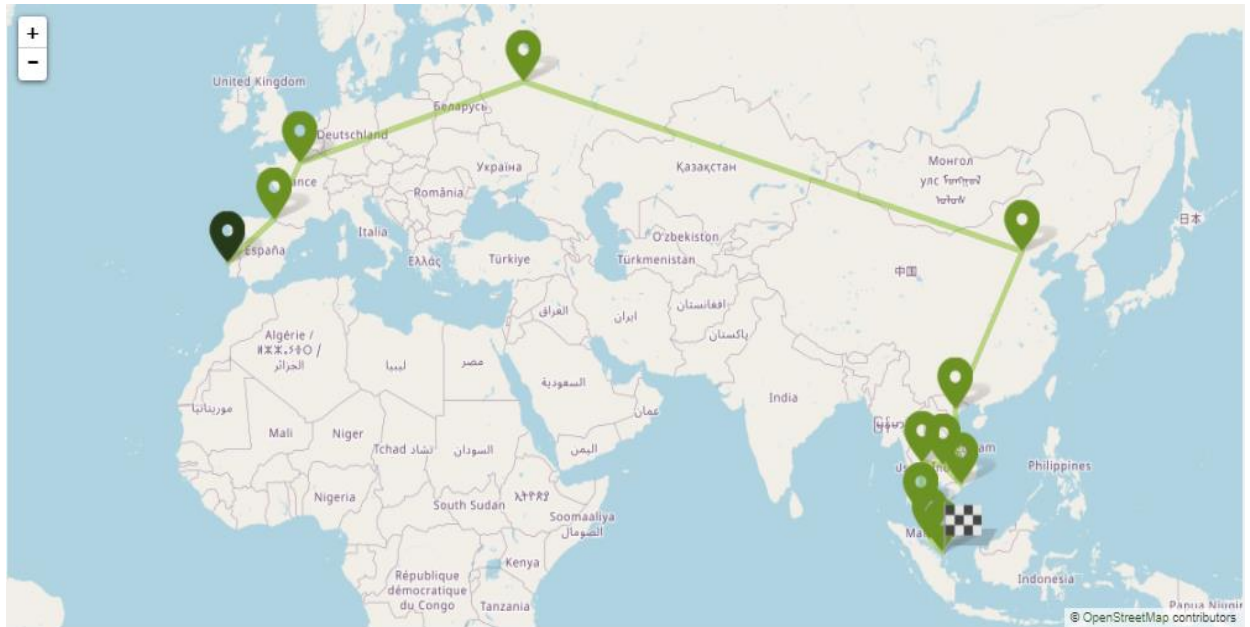 +
−
United Kingdom
Беларусь
Deutschland
Україна
Қазақстан
Монгол
улс
România
Italia
España
Ελλάς
Türkiye
O'zbekiston
Türkmenistan
日本
中国
افغانستان
پاکستان
ایران
العراق
Algérie /
الجزائر
ليبيا
مصر
السعودية
عمان
India
موريتانيا
Mali
Niger
Tchad تشاد
السودان
اليمن
Philippines
Nigeria
South Sudan
ኢትዮጵያ
Soomaaliya
الصومال
Kenya
République
démocratique
du Congo
Tanzania
Indonesia
© OpenStreetMap contributors